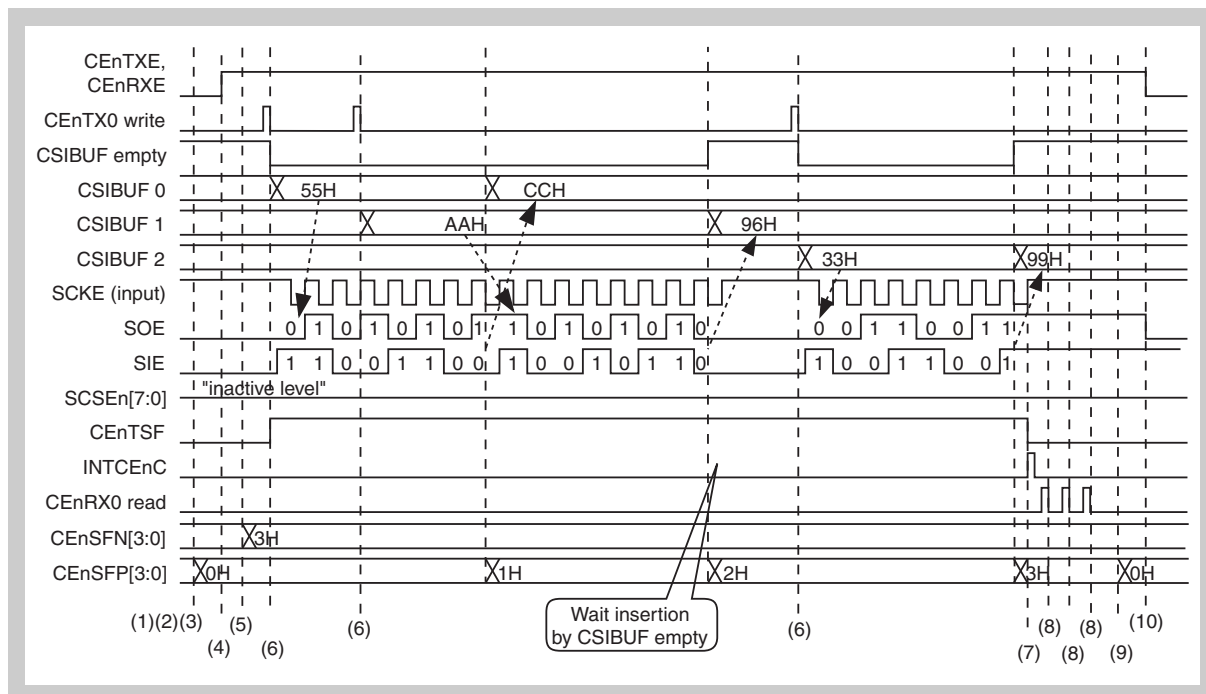 CEnTXE,
CEnRXE
CEnTX0 write
CSIBUF empty
CSIBUF 0 55H CCH
CSIBUF 1 AAH 96H
CSIBUF 2 33H 99H
SCKE (input)
SOE 0 1 0 1 0 1 0 1 1 0 1 0 1 0 1 0 0 0 1 1 0 0 1 1
SIE 1 1 0 0 1 1 0 0 1 0 0 1 0 1 1 0 1 0 0 1 1 0 0 1
"inactive level"
SCSEn[7:0]
CEnTSF
INTCEnC
CEnRX0 read
CEnSFN[3:0] 3H
CEnSFP[3:0] 0H 1H 2H 3H 0H
Wait insertion
by CSIBUF empty
(1)(2)(3) (5) (6) (6) (8) (8) (10)
(4) (6) (7) (8) (9)